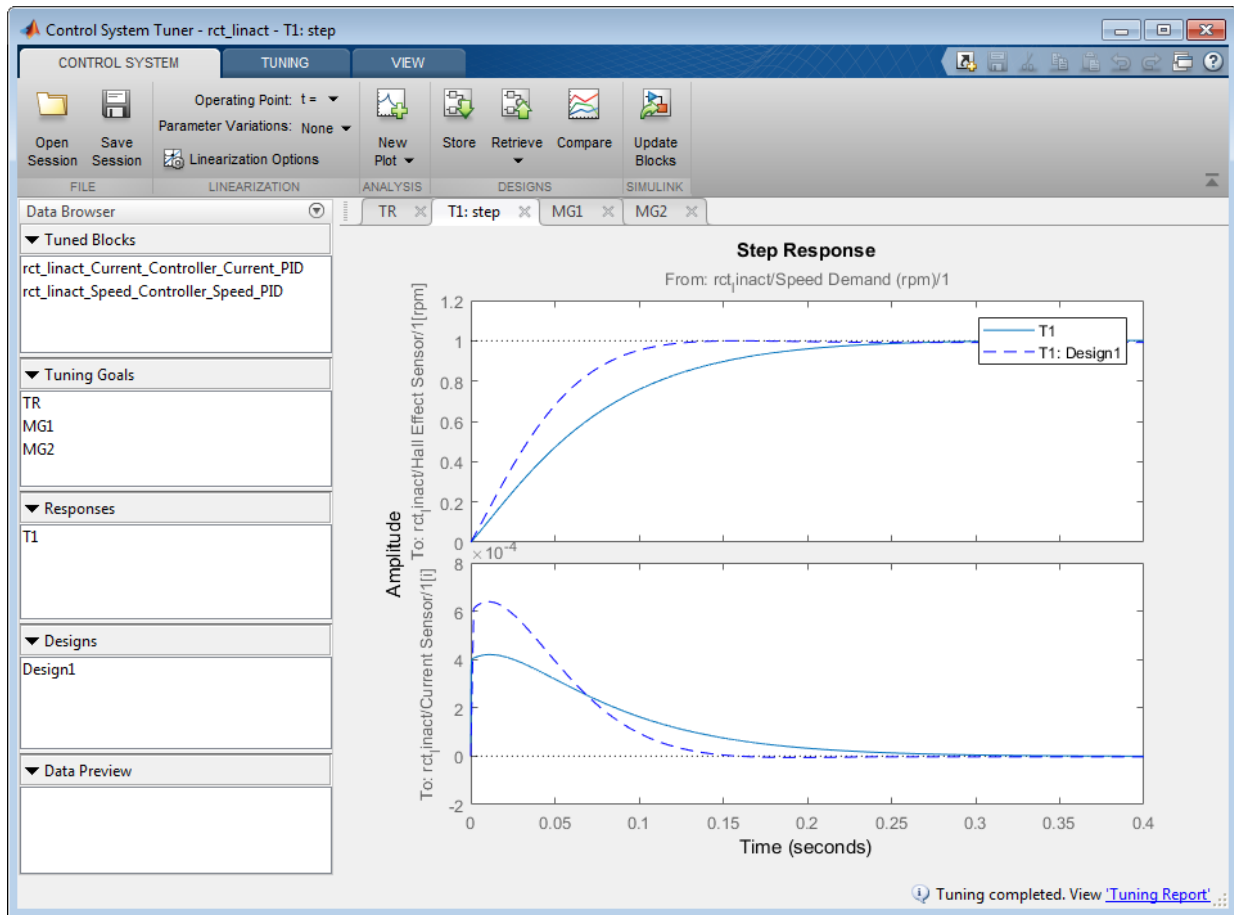 Control System Tuner - rct_linact - T1: step
CONTROL SYSTEM
TUNING
VIEW
Open Session
Save Session
FILE
Operating Point: t =
Parameter Variations: None
Linearization Options
LINEARIZATION
New Plot
ANALYSIS
Store
Retrieve
Compare
DESIGNS
Update Blocks
SIMULINK
Data Browser
Tuned Blocks
rct_linact_Current_Controller_Current_PID
rct_linact_Speed_Controller_Speed_PID
Tuning Goals
TR
MG1
MG2
Responses
T1
Designs
Design1
Data Preview
TR
T1: step
MG1
MG2
Step Response
From: rct_linact/Speed Demand (rpm)/1
Amplitude
To: rct_linact/Hall Effect Sensor/1[rpm]
1.2
1
0.8
0.6
0.4
0.2
0
T1
T1: Design1
To: rct_linact/Current Sensor/1[i]
×10-4
8
6
4
2
0
-2
0
0.05
0.1
0.15
0.2
0.25
0.3
0.35
0.4
Time (seconds)
Tuning completed. View 'Tuning Report'